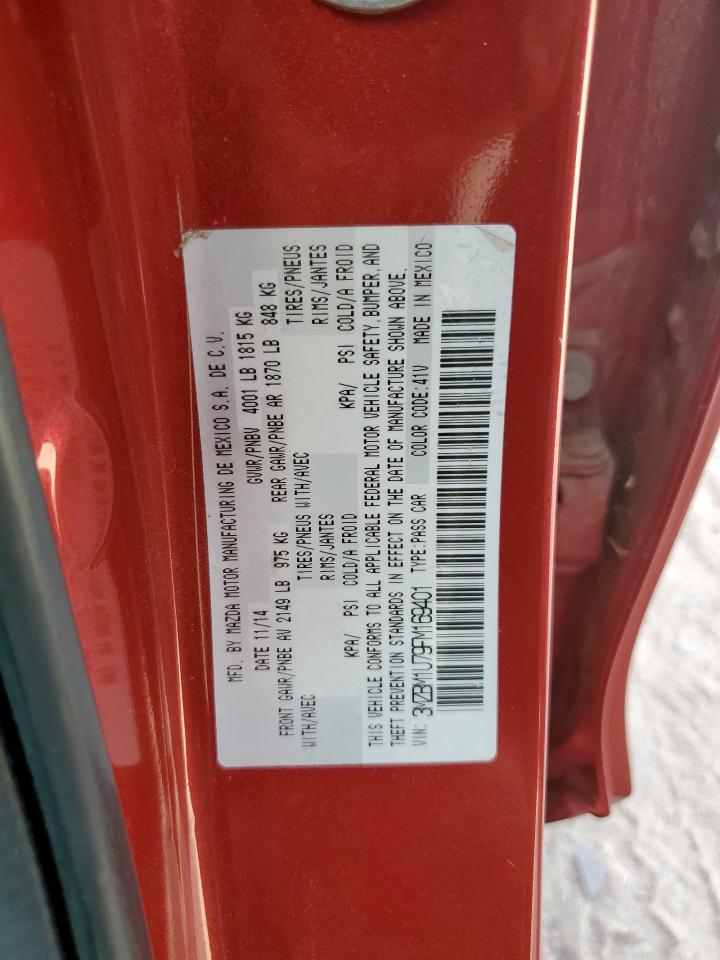 MFD. BY MAZDA MOTOR MANUFACTURING DE MEXICO S.A. DE C.V.
DATE 11/14 GVWR/PNBV 4001 LB 1815 KG
FRONT GAWR/PNBE AV 2149 LB 975 KG REAR GAWR/PNBE AR 1870 LB 848 KG
WITH/AVEC TIRES/PNEUS WITH/AVEC TIRES/PNEUS
RIMS/JANTES RIMS/JANTES
KPA/ PSI COLD/A FROID KPA/ PSI COLD/A FROID
THIS VEHICLE CONFORMS TO ALL APPLICABLE FEDERAL MOTOR VEHICLE SAFETY, BUMPER, AND
THEFT PREVENTION STANDARDS IN EFFECT ON THE DATE OF MANUFACTURE SHOWN ABOVE.
VIN: 3MZBM1U79FM169401 TYPE:PASS CAR COLOR CODE:41V MADE IN MEXICO